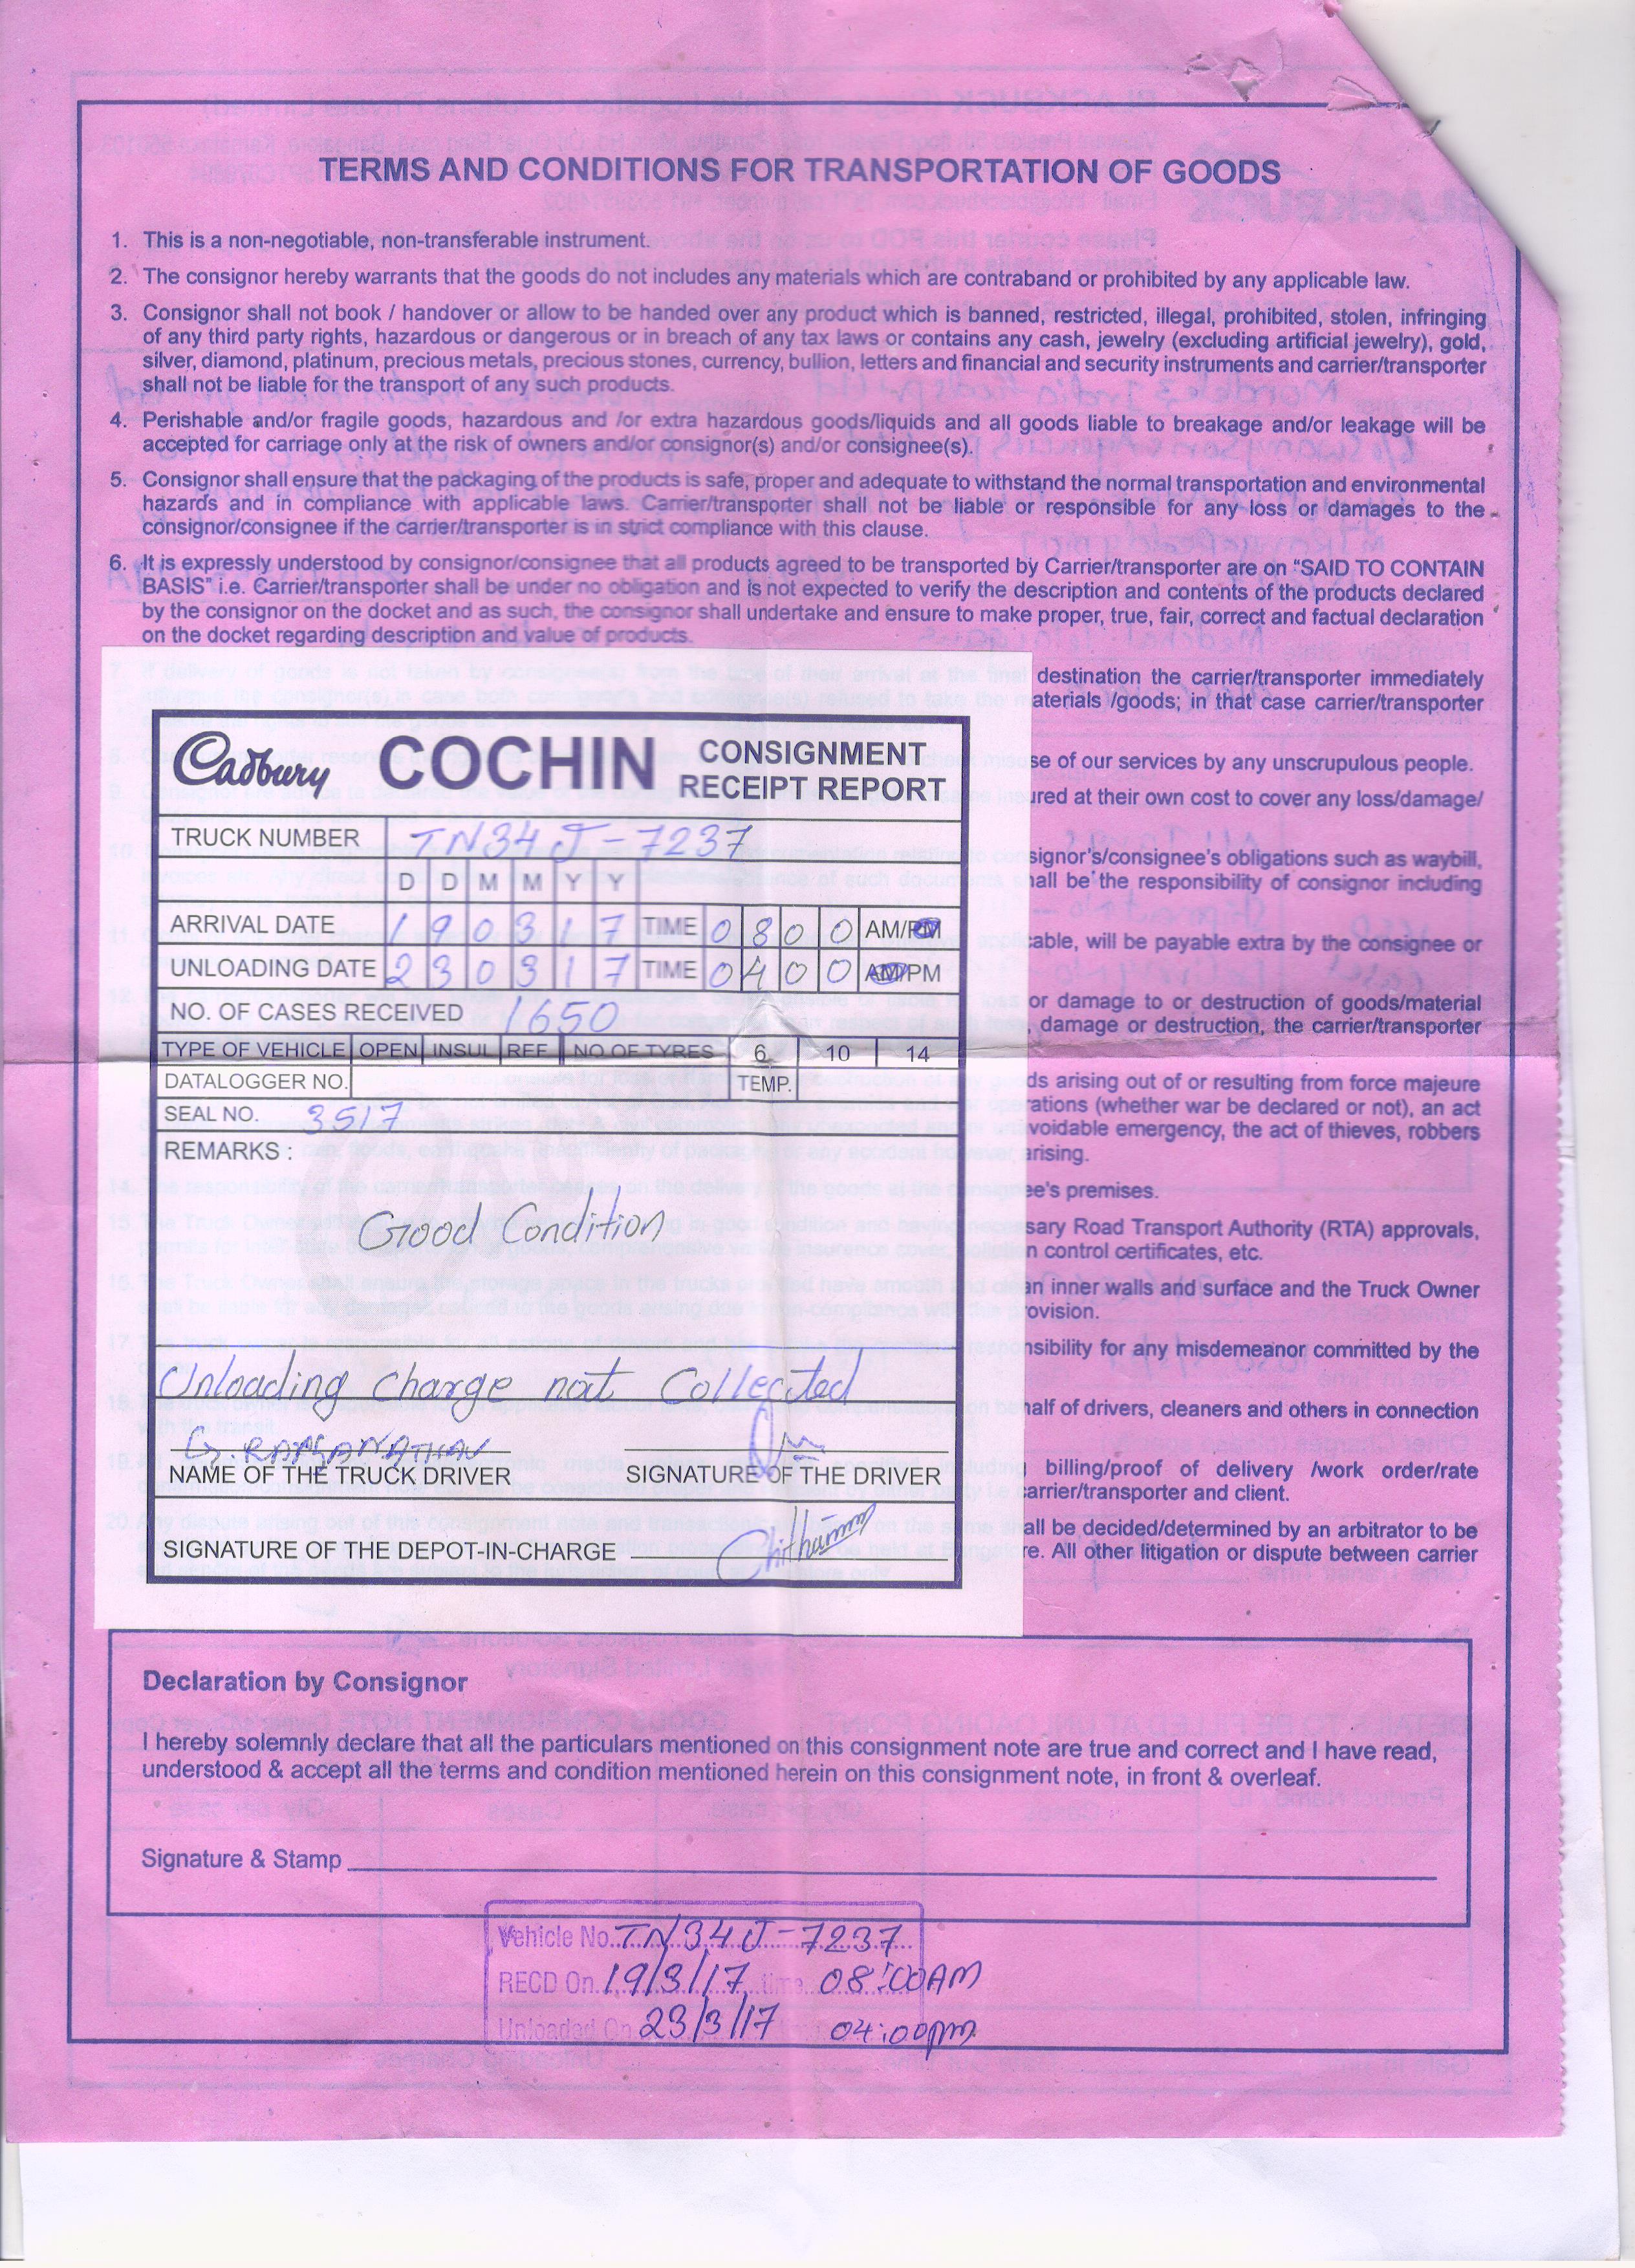 TERMS AND CONDITIONS FOR TRANSPORTATION OF GOODS
1. This is a non-negotiable, non-transferable instrument.
2. The consignor hereby warrants that the goods do not includes any materials which are contraband or prohibited by any applicable law.
3. Consignor shall not book / handover or allow to be handed over any product which is banned, restricted, illegal, prohibited, stolen, infringing
of any third party rights, hazardous or dangerous or in breach of any tax laws or contains any cash, jewelry (excluding artificial jewelry), gold,
silver, diamond, platinum, precious metals, precious stones, currency, bullion, letters and financial and security instruments and carrier/transporter
shall not be liable for the transport of any such products.
4. Perishable and/or fragile goods, hazardous and /or extra hazardous goods/liquids and all goods liable to breakage and/or leakage will be
accepted for carriage only at the risk of owners and/or consignor(s) and/or consignee(s).
5. Consignor shall ensure that the packaging of the products is safe, proper and adequate to withstand the normal transportation and environmental
hazards and in compliance with applicable laws. Carrier/transporter shall not be liable or responsible for any loss or damages to the
consignor/consignee if the carrier/transporter is in strict compliance with this clause.
6. It is expressly understood by consignor/consignee that all products agreed to be transported by Carrier/transporter are on “SAID TO CONTAIN
BASIS” i.e. Carrier/transporter shall be under no obligation and is not expected to verify the description and contents of the products declared
by the consignor on the docket and as such, the consignor shall undertake and ensure to make proper, true, fair, correct and factual declaration
on the docket regarding description and value of products.
destination the carrier/transporter immediately
materials /goods; in that case carrier/transporter
se of our services by any unscrupulous people.
ured at their own cost to cover any loss/damage/
signor's/consignee's obligations such as waybill,
hall be the responsibility of consignor including
cable, will be payable extra by the consignee or
or damage to or destruction of goods/material
, damage or destruction, the carrier/transporter
ds arising out of or resulting from force majeure
rations (whether war be declared or not), an act
voidable emergency, the act of thieves, robbers
arising.
ee's premises.
sary Road Transport Authority (RTA) approvals,
n control certificates, etc.
an inner walls and surface and the Truck Owner
rovision.
nsibility for any misdemeanor committed by the
half of drivers, cleaners and others in connection
billing/proof of delivery /work order/rate
carrier/transporter and client.
all be decided/determined by an arbitrator to be
re. All other litigation or dispute between carrier
Cadbury COCHIN CONSIGNMENT
RECEIPT REPORT
TRUCK NUMBER TN34J-7237
D D M M Y Y
ARRIVAL DATE 190317 TIME 0800 AM/PM
UNLOADING DATE 230317 TIME 0400 AM/PM
NO. OF CASES RECEIVED 1650
TYPE OF VEHICLE OPEN INSUL REF NO OF TYRES 6 10 14
DATALOGGER NO. TEMP.
SEAL NO. 3517
REMARKS :
Good Condition
Unloading charge not Collected
G. RANGANATHAN
NAME OF THE TRUCK DRIVER SIGNATURE OF THE DRIVER
SIGNATURE OF THE DEPOT-IN-CHARGE
Declaration by Consignor
I hereby solemnly declare that all the particulars mentioned on this consignment note are true and correct and I have read,
understood & accept all the terms and condition mentioned herein on this consignment note, in front & overleaf.
Signature & Stamp
Vehicle No. TN34J-7237
RECD On 19/3/17 time 08:00AM
Unloaded On 23/3/17 04:00pm